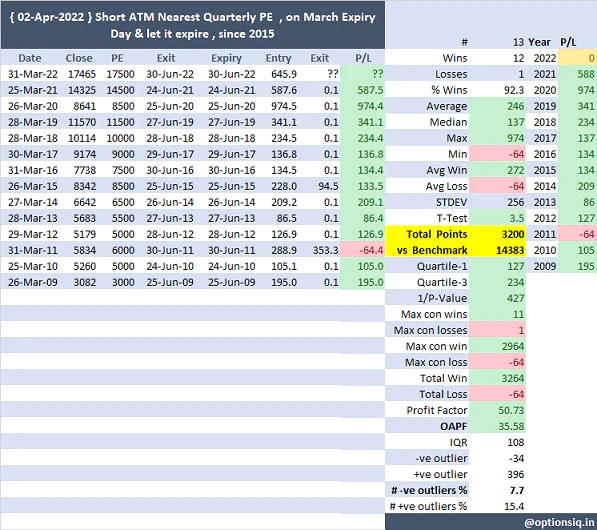 { 02-Apr-2022 } Short ATM Nearest Quarterly PE , on March Expiry
Day & let it expire , since 2015
Date Close PE Exit Expiry Entry Exit P/L
31-Mar-22 17465 17500 30-Jun-22 30-Jun-22 645.9 ?? ??
25-Mar-21 14325 14500 24-Jun-21 24-Jun-21 587.6 0.1 587.5
26-Mar-20 8641 8500 25-Jun-20 25-Jun-20 974.5 0.1 974.4
28-Mar-19 11570 11500 27-Jun-19 27-Jun-19 341.1 0.1 341.1
28-Mar-18 10114 10000 28-Jun-18 28-Jun-18 234.5 0.1 234.4
30-Mar-17 9174 9000 29-Jun-17 29-Jun-17 136.8 0.1 136.8
31-Mar-16 7738 7500 30-Jun-16 30-Jun-16 134.4 0.1 134.4
26-Mar-15 8342 8500 25-Jun-15 25-Jun-15 228.0 94.5 133.5
27-Mar-14 6642 6500 26-Jun-14 26-Jun-14 209.2 0.1 209.1
28-Mar-13 5683 5500 27-Jun-13 27-Jun-13 86.5 0.1 86.4
29-Mar-12 5179 5000 28-Jun-12 28-Jun-12 126.9 0.1 126.9
31-Mar-11 5834 6000 30-Jun-11 30-Jun-11 288.9 353.3 -64.4
25-Mar-10 5260 5000 24-Jun-10 24-Jun-10 105.1 0.1 105.0
26-Mar-09 3082 3000 25-Jun-09 25-Jun-09 195.0 0.1 195.0
# 13 Year P/L
Wins 12 2022 0
Losses 1 2021 588
% Wins 92.3 2020 974
Average 246 2019 341
Median 137 2018 234
Max 974 2017 137
Min -64 2016 134
Avg Win 272 2015 134
Avg Loss -64 2014 209
STDEV 256 2013 86
T-Test 3.5 2012 127
Total Points 3200 2011 -64
vs Benchmark 14383 2010 105
Quartile-1 127 2009 195
Quartile-3 234
1/P-Value 427
Max con wins 11
Max con losses 1
Max con win 2964
Max con loss -64
Total Win 3264
Total Loss -64
Profit Factor 50.73
OAPF 35.58
IQR 108
-ve outlier -34
+ve outlier 396
# -ve outliers % 7.7
# +ve outliers % 15.4
@optionsiq.in